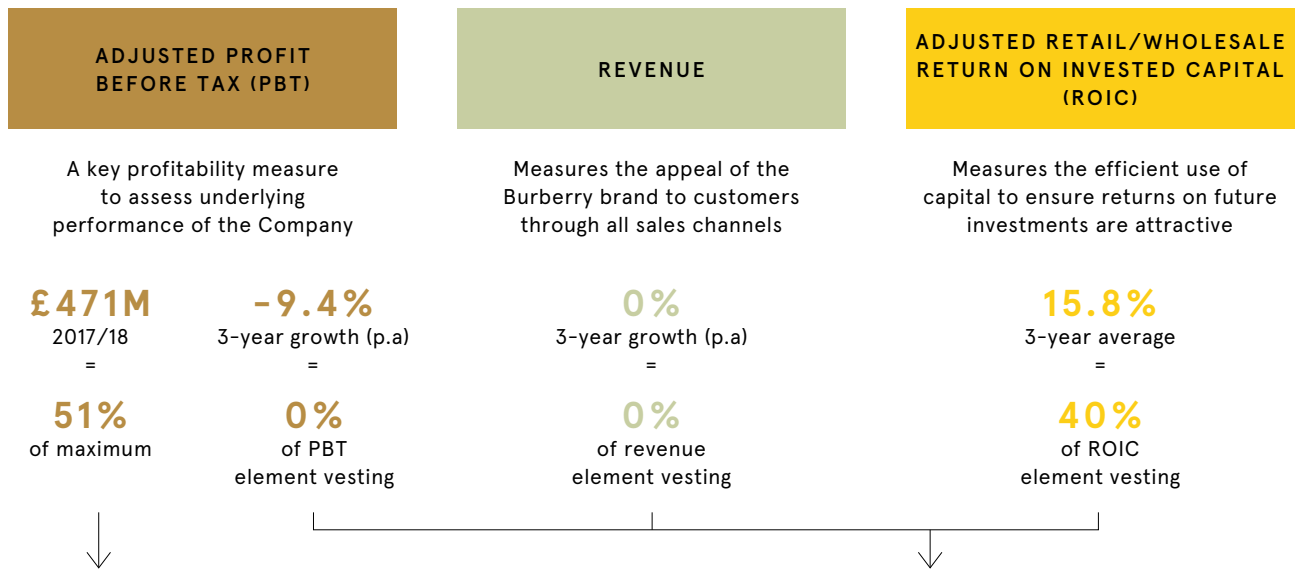 ADJUSTED PROFIT
BEFORE TAX (PBT)
A key profitability measure
to assess underlying
performance of the Company
£471M
2017/18
=
51%
of maximum
-9.4%
3-year growth (p.a)
=
0%
of PBT
element vesting
REVENUE
Measures the appeal of the
Burberry brand to customers
through all sales channels
0%
3-year growth (p.a)
=
0%
of revenue
element vesting
ADJUSTED RETAIL/WHOLESALE
RETURN ON INVESTED CAPITAL
(ROIC)
Measures the efficient use of
capital to ensure returns on future
investments are attractive
15.8%
3-year average
=
40%
of ROIC
element vesting